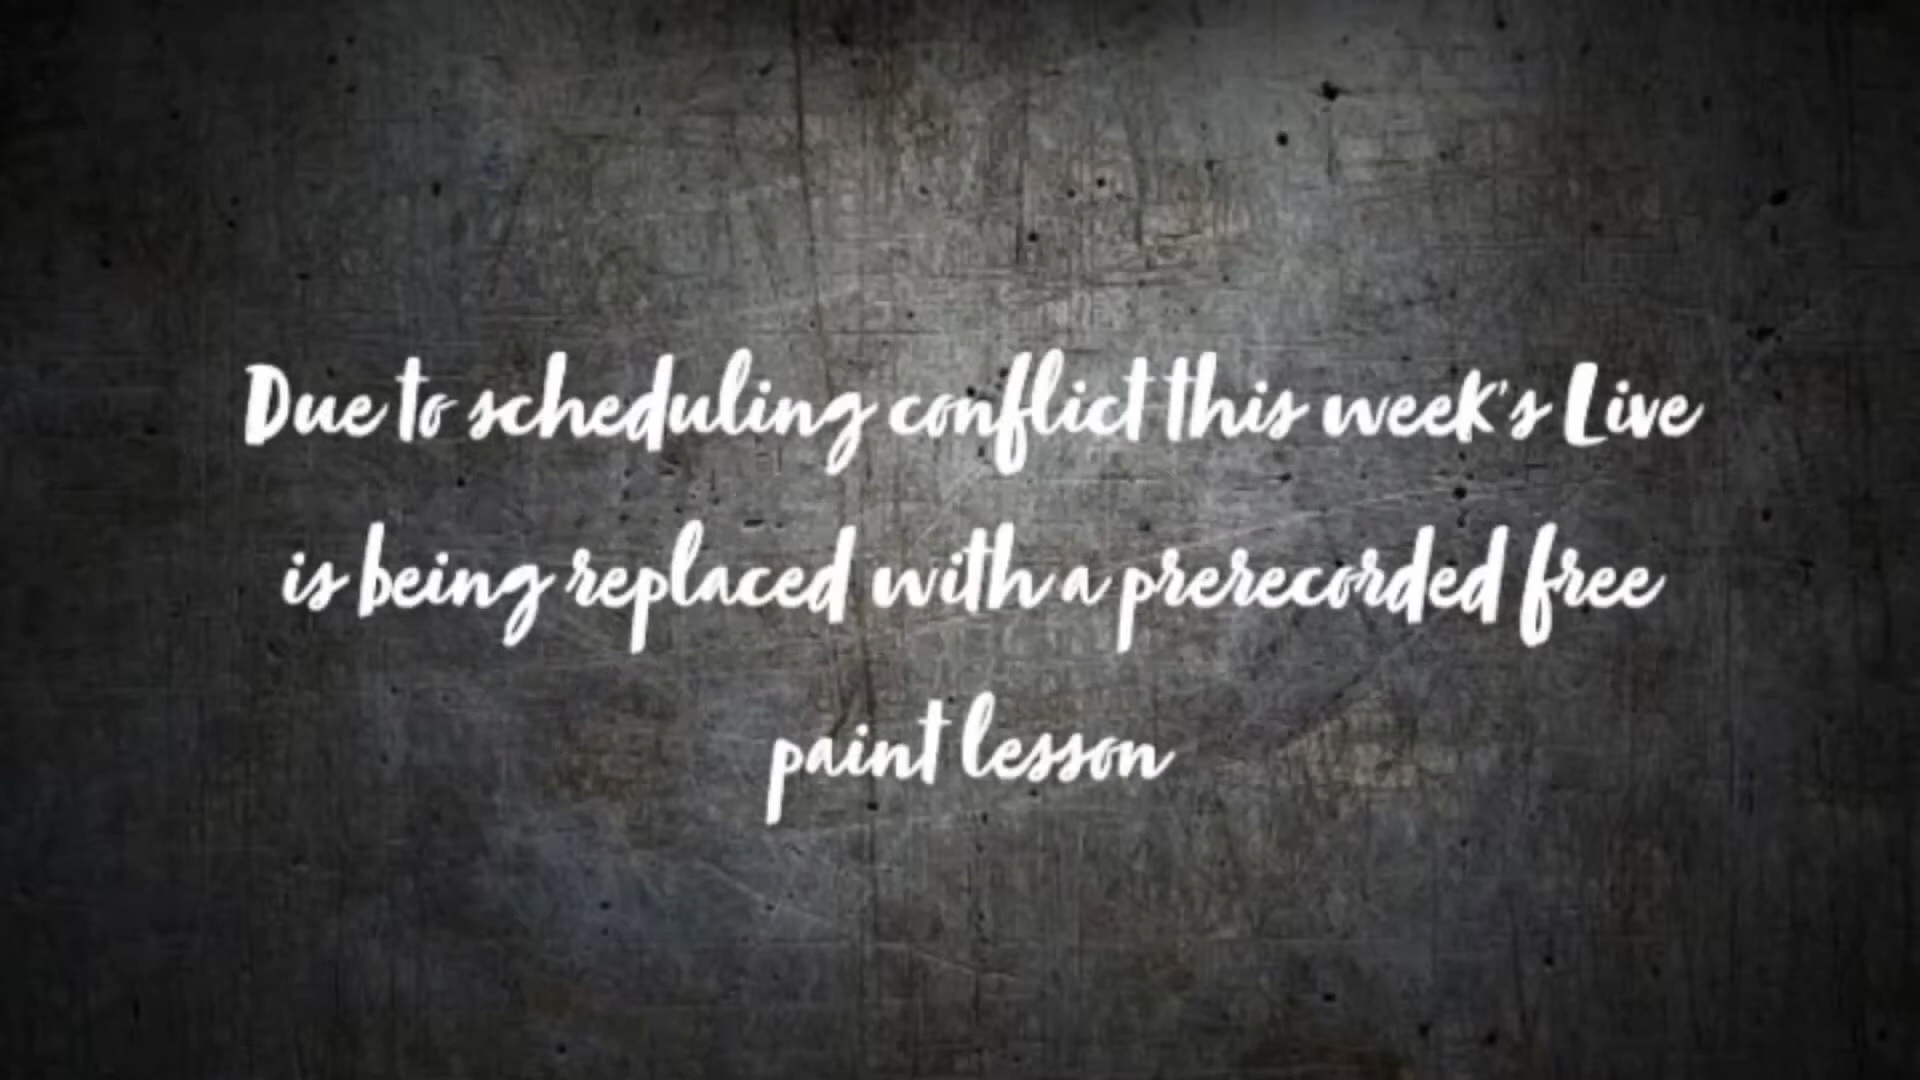 Due to scheduling conflict this week's Live
is being replaced with a prerecorded free
paint lesson